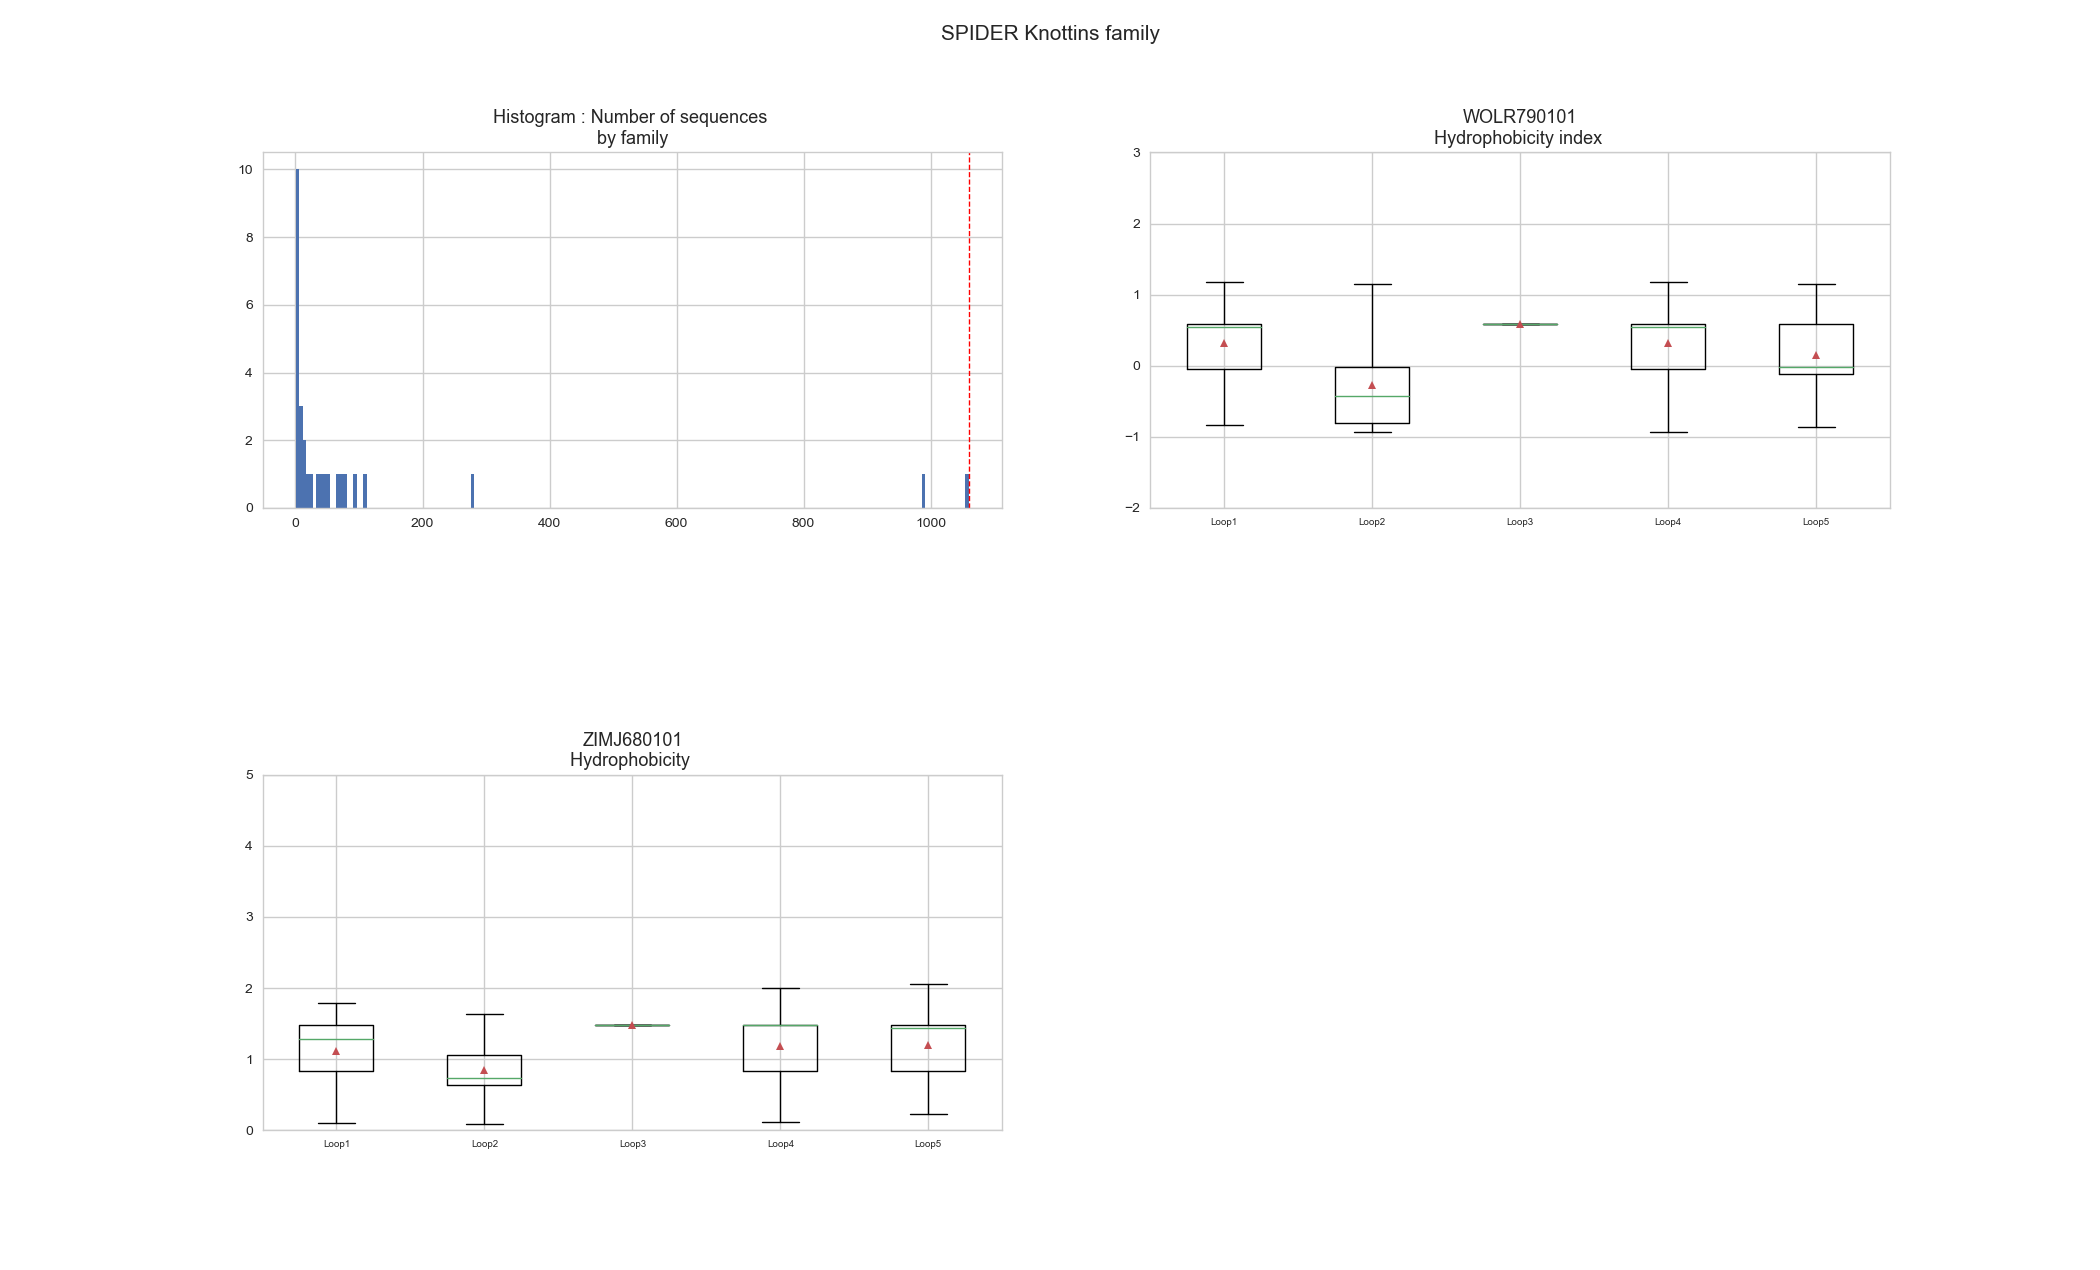 SPIDER Knottins family
Histogram : Number of sequences
by family
10
8
6
4
2
0
0 200 400 600 800 1000
WOLR790101
Hydrophobicity index
3
2
1
0
−1
−2
Loop1 Loop2 Loop3 Loop4 Loop5
ZIMJ680101
Hydrophobicity
5
4
3
2
1
0
Loop1 Loop2 Loop3 Loop4 Loop5